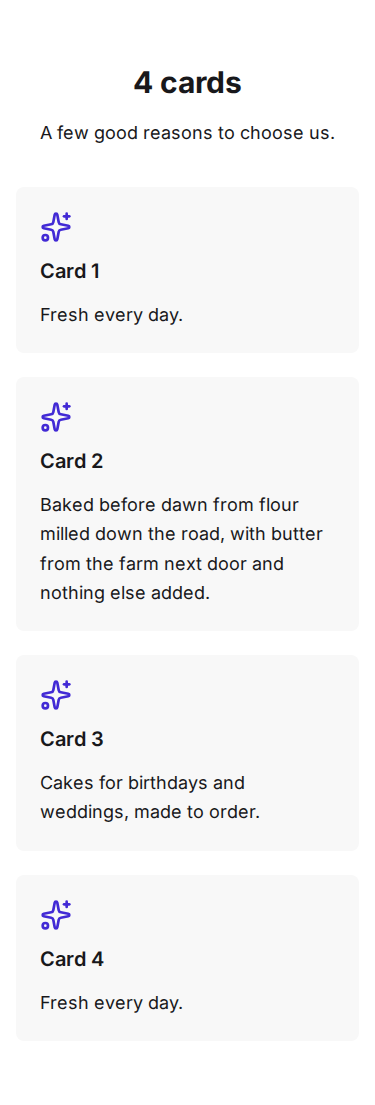 4 cards
A few good reasons to choose us.
Card 1
Fresh every day.
Card 2
Baked before dawn from flour
milled down the road, with butter
from the farm next door and
nothing else added.
Card 3
Cakes for birthdays and
weddings, made to order.
Card 4
Fresh every day.